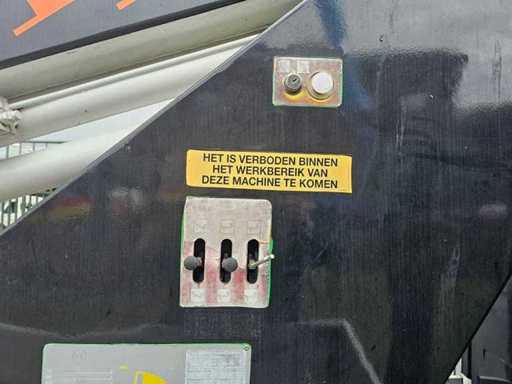 HET IS VERBODEN BINNEN
HET WERKBEREIK VAN
DEZE MACHINE TE KOMEN